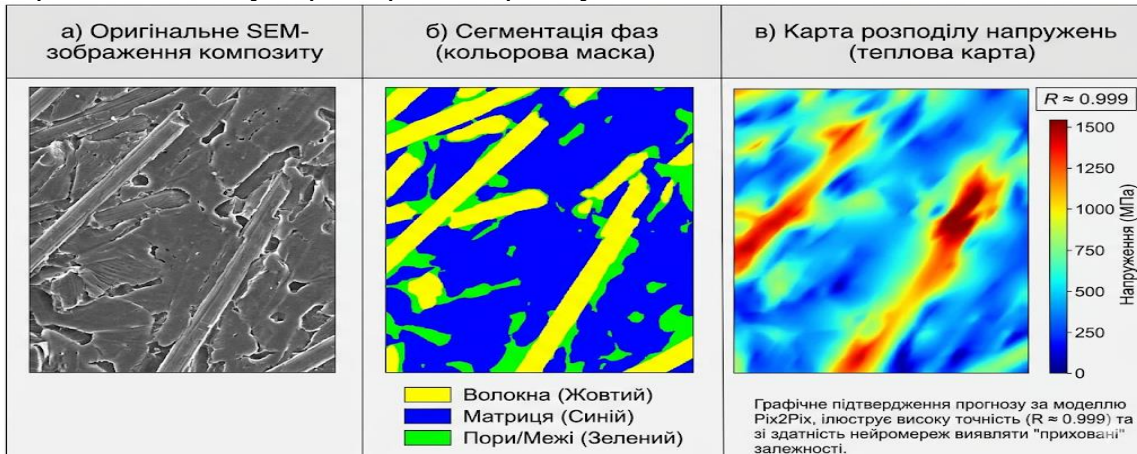 а) Оригінальне SEM-
зображення композиту
б) Сегментація фаз
(кольорова маска)
в) Карта розподілу напружень
(теплова карта)
R ≈ 0.999
1500
1250
1000
750
500
250
0
Напруження (МПа)
Волокна (Жовтий)
Матриця (Синій)
Пори/Межі (Зелений)
Графічне підтвердження прогнозу за моделлю
Pix2Pix, ілюструє високу точність (R ≈ 0.999) та
зі здатність нейромереж виявляти "приховані"
залежності.